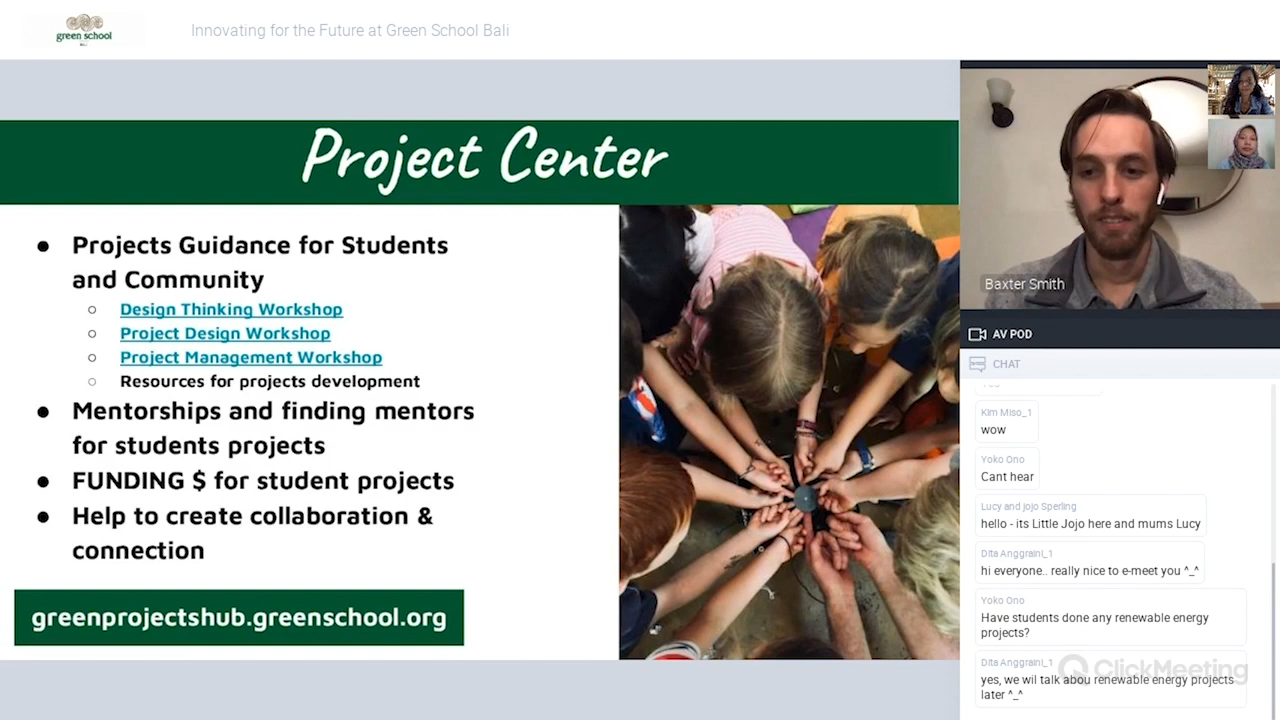 green school
Innovating for the Future at Green School Bali
Project Center
● Projects Guidance for Students
and Community
○ Design Thinking Workshop
○ Project Design Workshop
○ Project Management Workshop
○ Resources for projects development
● Mentorships and finding mentors
for students projects
● FUNDING $ for student projects
● Help to create collaboration &
connection
greenprojectshub.greenschool.org
Baxter Smith
AV POD
CHAT
Kim Miso_1
wow
Yoko Ono
Cant hear
Lucy and jojo Sperling
hello - its Little Jojo here and mums Lucy
Dita Anggraini_1
hi everyone.. really nice to e-meet you ^_^
Yoko Ono
Have students done any renewable energy
projects?
Dita Anggraini_1
yes, we wil talk abou renewable energy projects
later ^_^
ClickMeeting